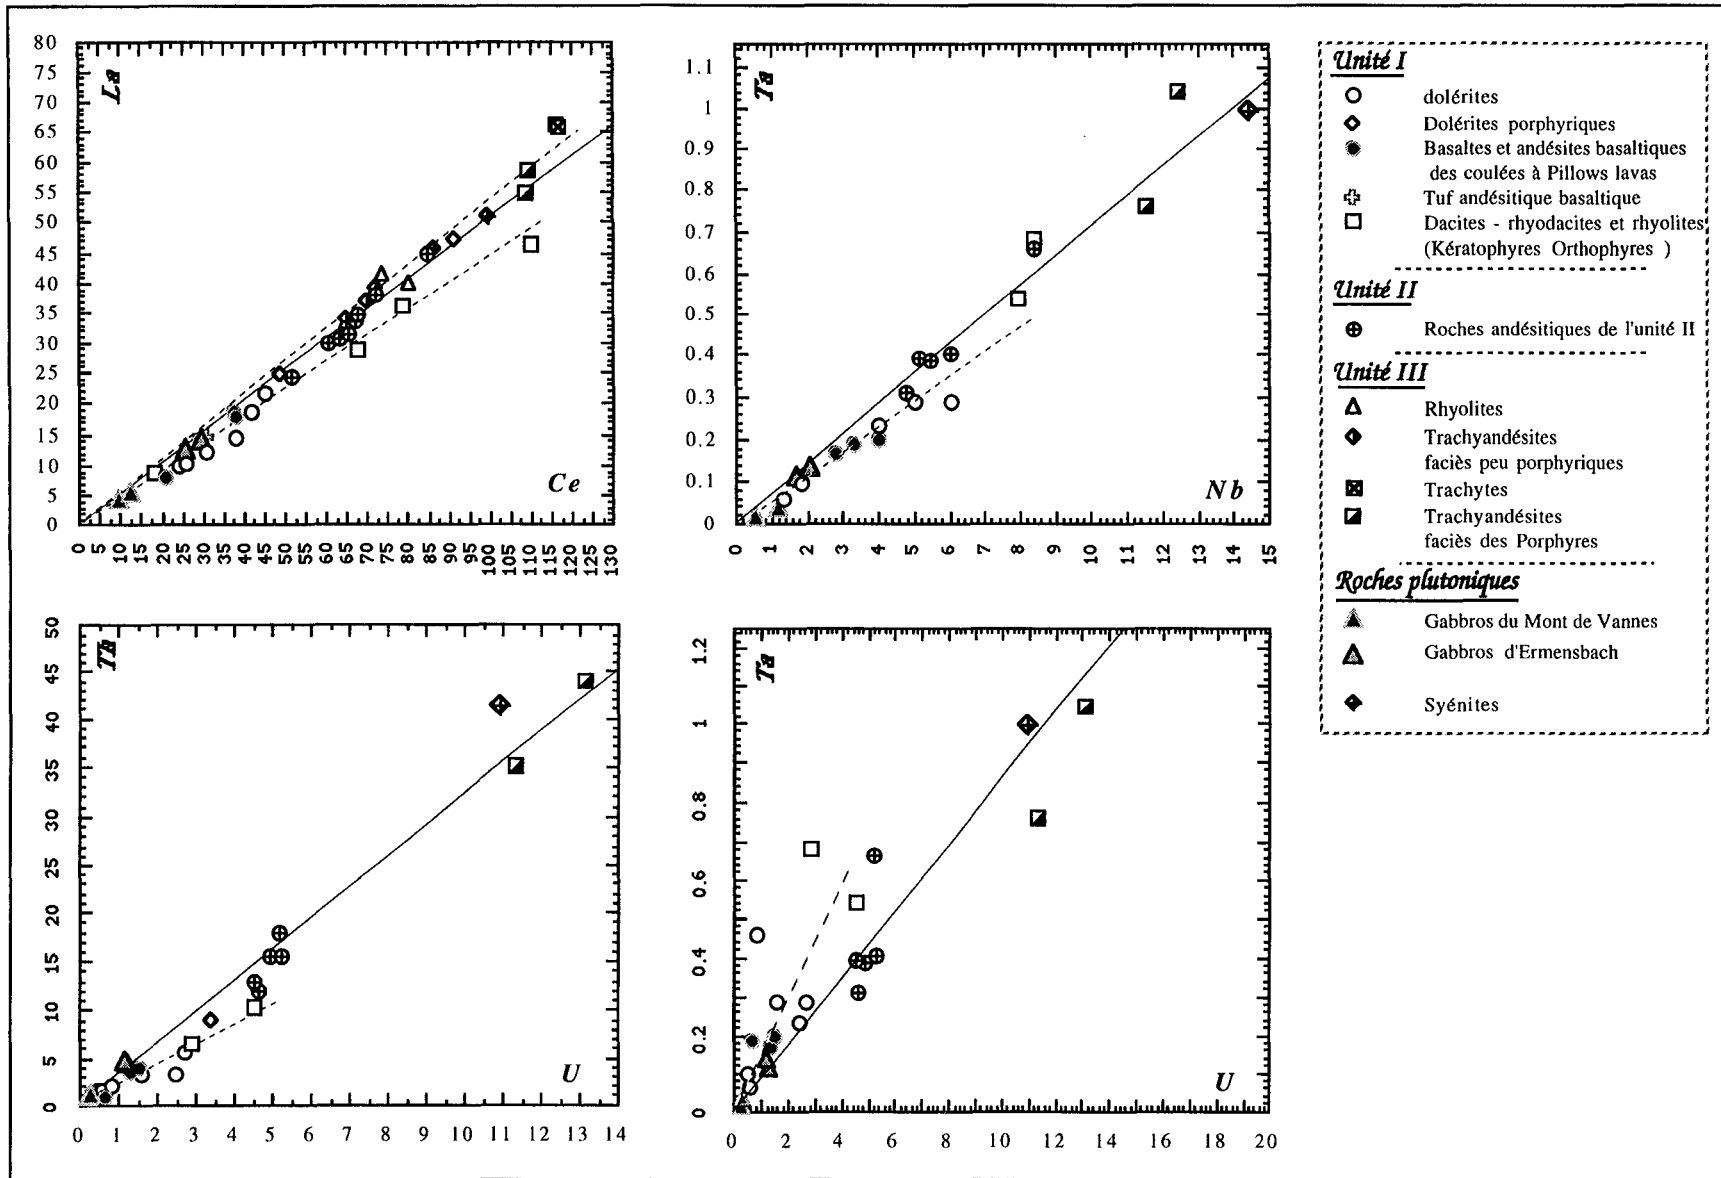 La
80
75
70
65
60
55
50
45
40
35
30
25
20
15
10
5
0
Ce
0 5 10 15 20 25 30 35 40 45 50 55 60 65 70 75 80 85 90 95 100 105 110 115 120 125 130
Ta
1.1
1
0.9
0.8
0.7
0.6
0.5
0.4
0.3
0.2
0.1
0
Nb
0 1 2 3 4 5 6 7 8 9 10 11 12 13 14 15
Th
50
45
40
35
30
25
20
15
10
5
0
U
0 1 2 3 4 5 6 7 8 9 10 11 12 13 14
Ta
1.2
1
0.8
0.6
0.4
0.2
0
U
0 2 4 6 8 10 12 14 16 18 20
Unité I
dolérites
Dolérites porphyriques
Basaltes et andésites basaltiques
des coulées à Pillows lavas
Tuf andésitique basaltique
Dacites - rhyodacites et rhyolites
(Kératophyres Orthophyres )
Unité II
Roches andésitiques de l'unité II
Unité III
Rhyolites
Trachyandésites
faciès peu porphyriques
Trachytes
Trachyandésites
faciès des Porphyres
Roches plutoniques
Gabbros du Mont de Vannes
Gabbros d'Ermensbach
Syénites